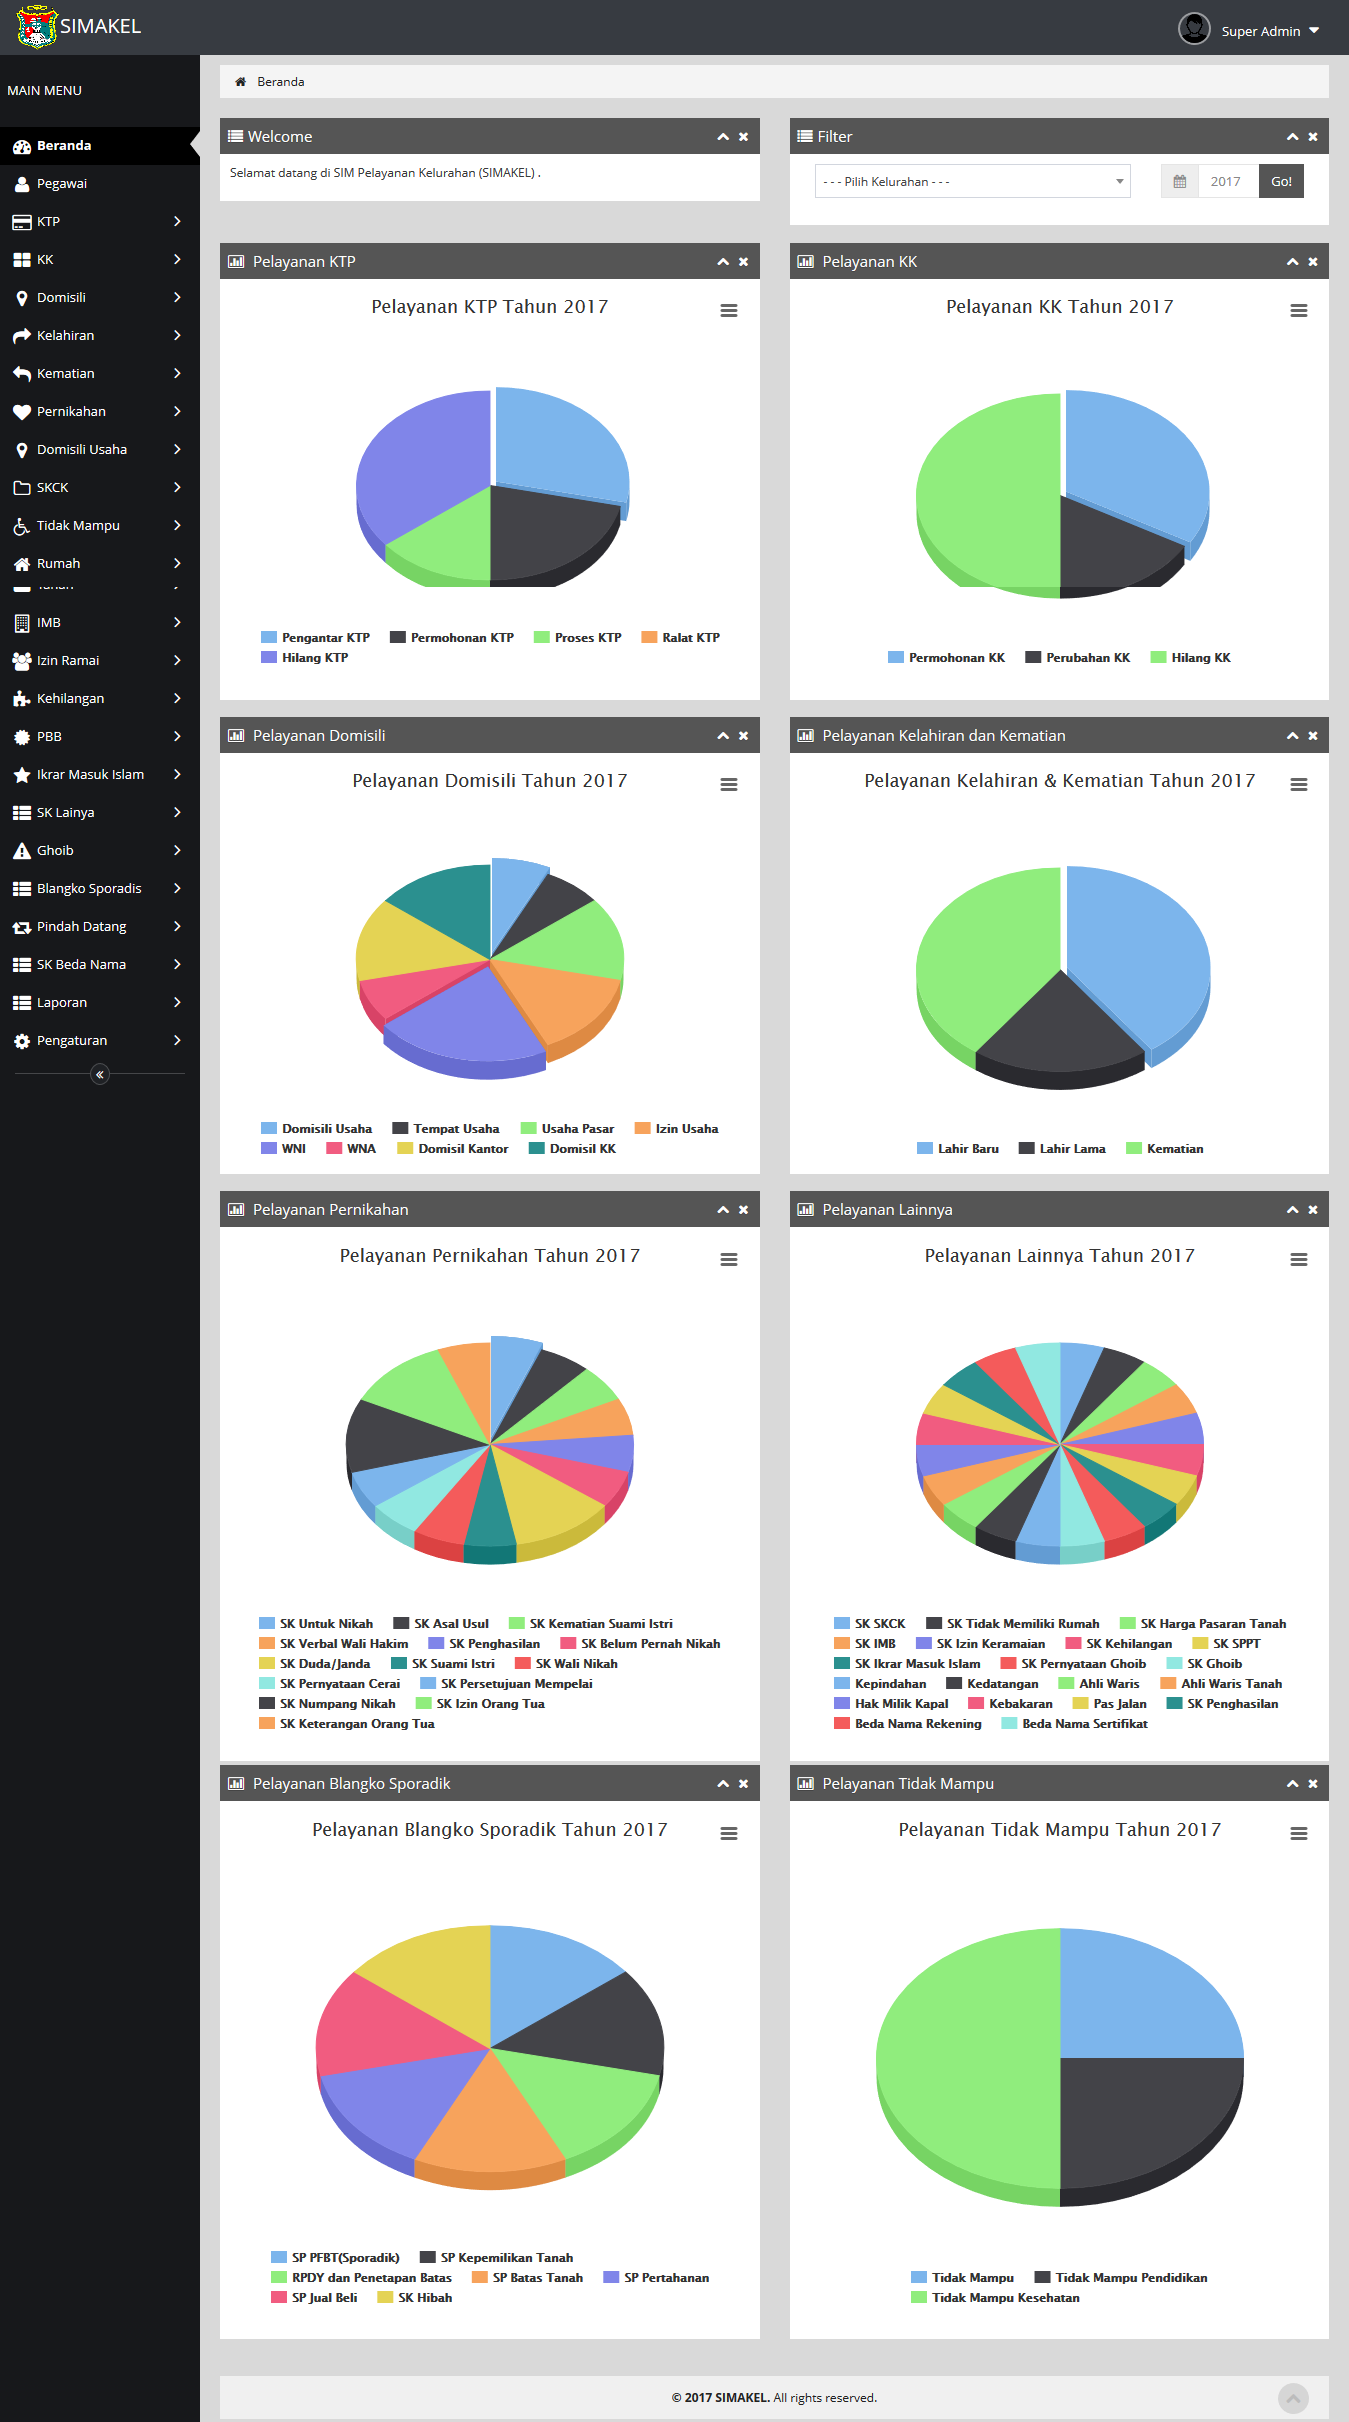 SIMAKEL
Super Admin
MAIN MENU
Beranda
Pegawai
KTP
KK
Domisili
Kelahiran
Kematian
Pernikahan
Domisili Usaha
SKCK
Tidak Mampu
Rumah
IMB
Izin Ramai
Kehilangan
PBB
Ikrar Masuk Islam
SK Lainya
Ghoib
Blangko Sporadis
Pindah Datang
SK Beda Nama
Laporan
Pengaturan
Beranda
Welcome
Selamat datang di SIM Pelayanan Kelurahan (SIMAKEL) .
Filter
- - - Pilih Kelurahan - - -
2017 Go!
Pelayanan KTP
Pelayanan KTP Tahun 2017
Pengantar KTP Permohonan KTP Proses KTP Ralat KTP
Hilang KTP
Pelayanan KK
Pelayanan KK Tahun 2017
Permohonan KK Perubahan KK Hilang KK
Pelayanan Domisili
Pelayanan Domisili Tahun 2017
Domisili Usaha Tempat Usaha Usaha Pasar Izin Usaha
WNI WNA Domisil Kantor Domisil KK
Pelayanan Kelahiran dan Kematian
Pelayanan Kelahiran & Kematian Tahun 2017
Lahir Baru Lahir Lama Kematian
Pelayanan Pernikahan
Pelayanan Pernikahan Tahun 2017
SK Untuk Nikah SK Asal Usul SK Kematian Suami Istri
SK Verbal Wali Hakim SK Penghasilan SK Belum Pernah Nikah
SK Duda/Janda SK Suami Istri SK Wali Nikah
SK Pernyataan Cerai SK Persetujuan Mempelai
SK Numpang Nikah SK Izin Orang Tua
SK Keterangan Orang Tua
Pelayanan Lainnya
Pelayanan Lainnya Tahun 2017
SK SKCK SK Tidak Memiliki Rumah SK Harga Pasaran Tanah
SK IMB SK Izin Keramaian SK Kehilangan SK SPPT
SK Ikrar Masuk Islam SK Pernyataan Ghoib SK Ghoib
Kepindahan Kedatangan Ahli Waris Ahli Waris Tanah
Hak Milik Kapal Kebakaran Pas Jalan SK Penghasilan
Beda Nama Rekening Beda Nama Sertifikat
Pelayanan Blangko Sporadik
Pelayanan Blangko Sporadik Tahun 2017
SP PFBT(Sporadik) SP Kepemilikan Tanah
RPDY dan Penetapan Batas SP Batas Tanah SP Pertahanan
SP Jual Beli SK Hibah
Pelayanan Tidak Mampu
Pelayanan Tidak Mampu Tahun 2017
Tidak Mampu Tidak Mampu Pendidikan
Tidak Mampu Kesehatan
© 2017 SIMAKEL. All rights reserved.